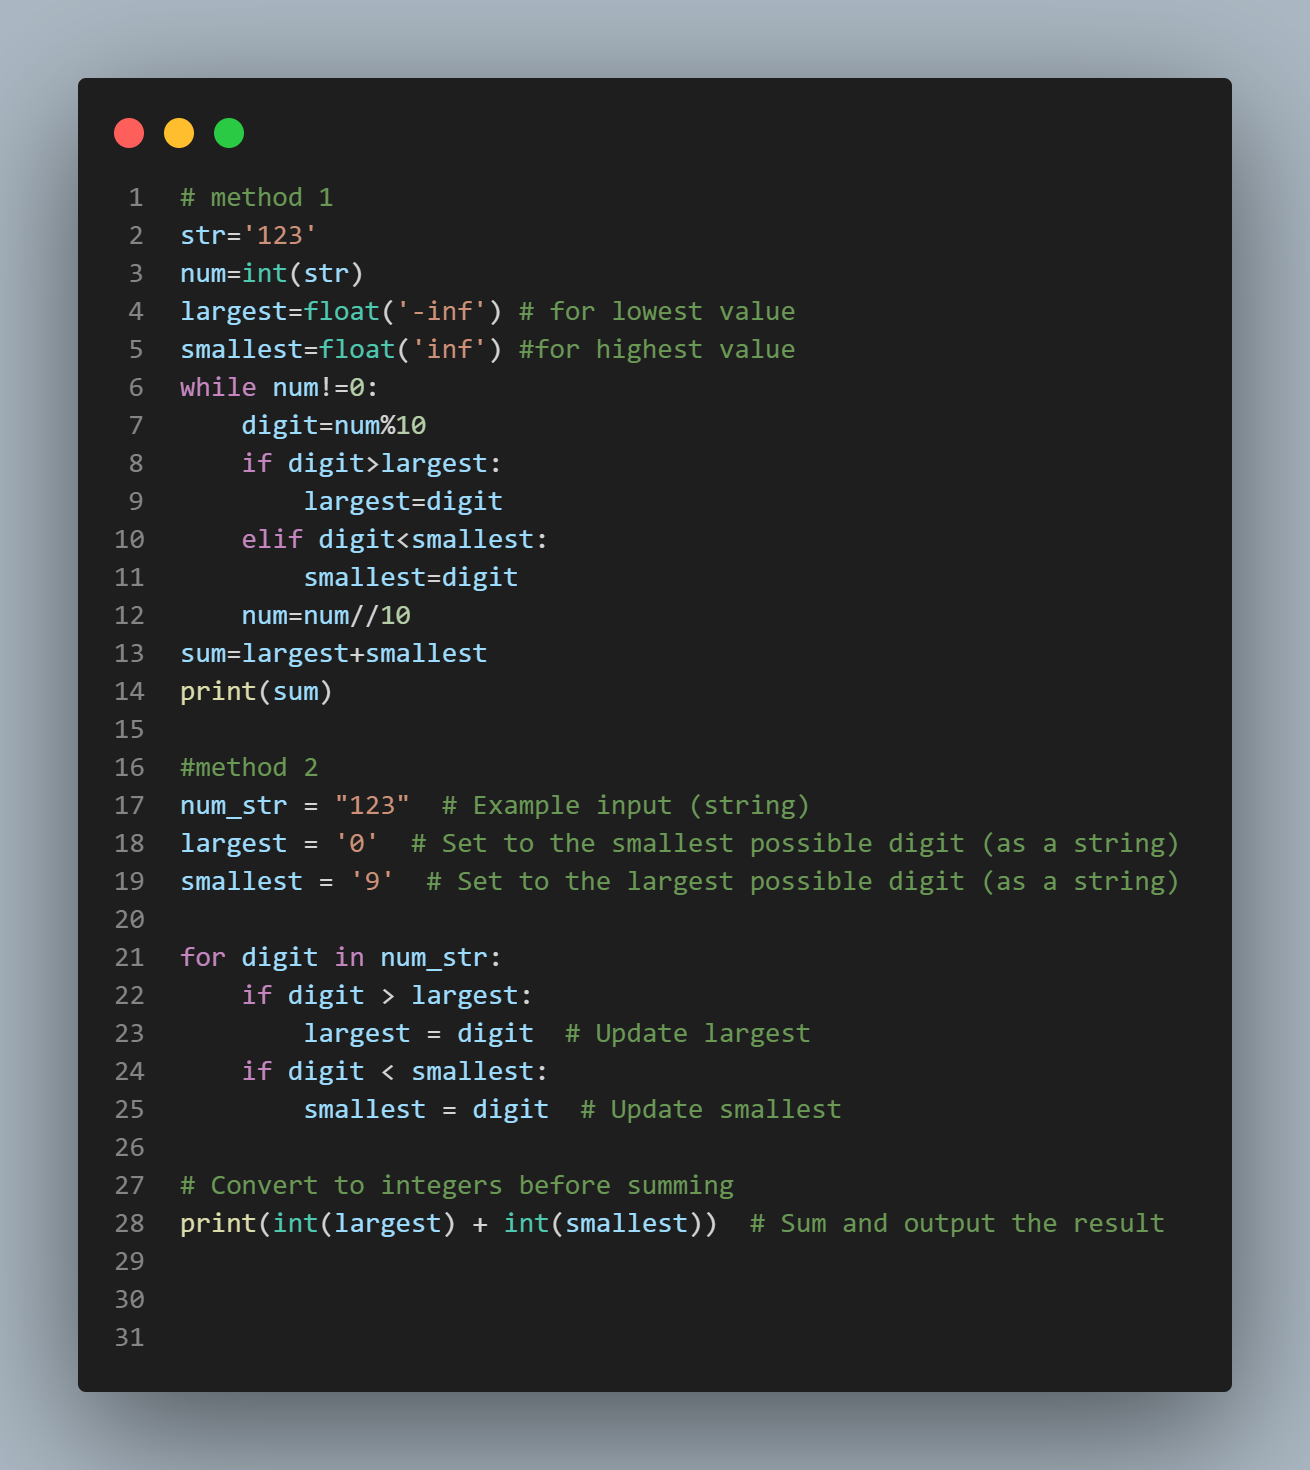 1 # method 1
2 str='123'
3 num=int(str)
4 largest=float('-inf') # for lowest value
5 smallest=float('inf') #for highest value
6 while num!=0:
7     digit=num%10
8     if digit>largest:
9         largest=digit
10     elif digit<smallest:
11         smallest=digit
12     num=num//10
13 sum=largest+smallest
14 print(sum)
15
16 #method 2
17 num_str = "123"  # Example input (string)
18 largest = '0'  # Set to the smallest possible digit (as a string)
19 smallest = '9'  # Set to the largest possible digit (as a string)
20
21 for digit in num_str:
22     if digit > largest:
23         largest = digit  # Update largest
24     if digit < smallest:
25         smallest = digit  # Update smallest
26
27 # Convert to integers before summing
28 print(int(largest) + int(smallest))  # Sum and output the result
29
30
31